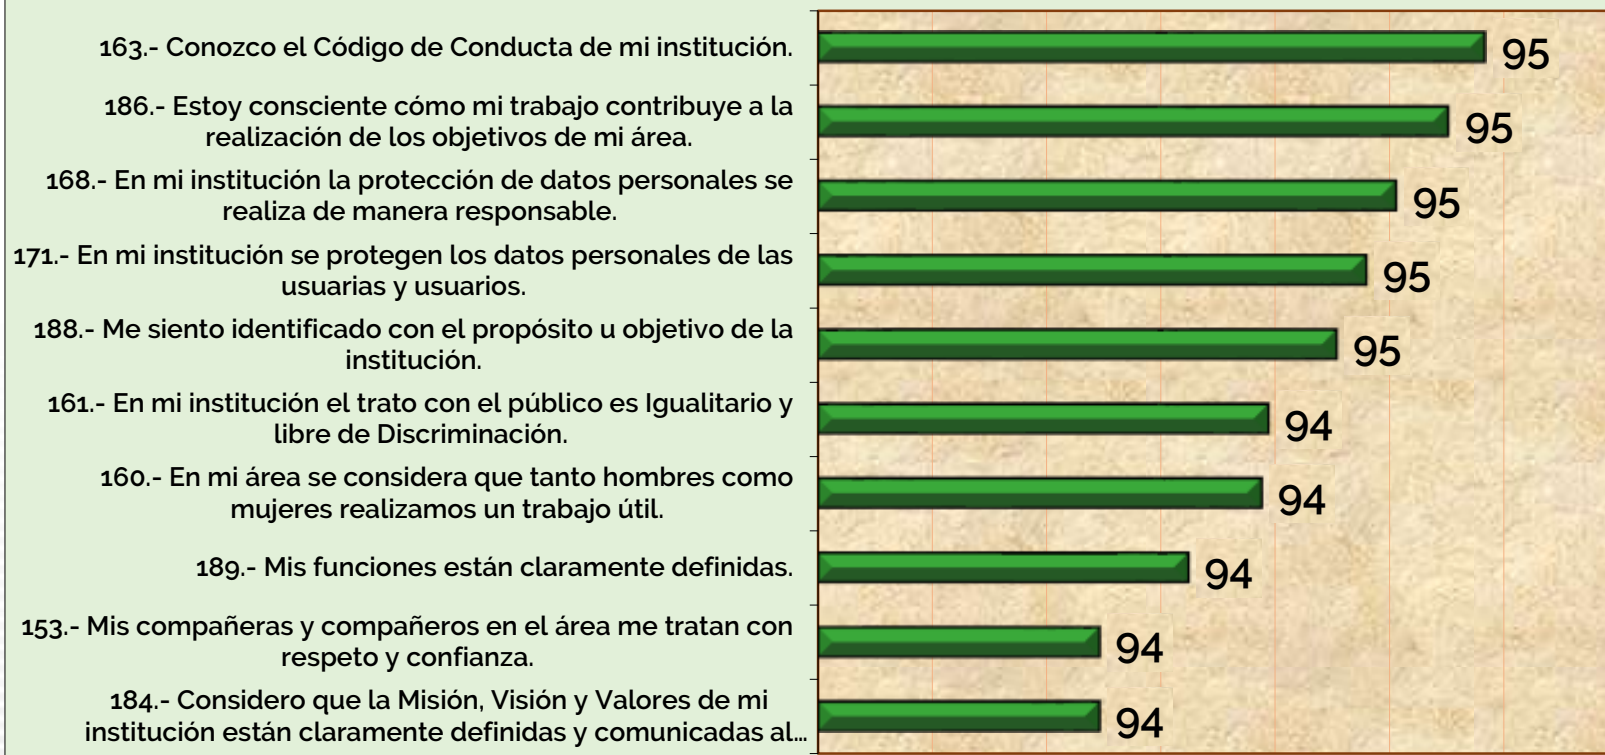 163.- Conozco el Código de Conducta de mi institución.
95
186.- Estoy consciente cómo mi trabajo contribuye a la
realización de los objetivos de mi área.
95
168.- En mi institución la protección de datos personales se
realiza de manera responsable.
95
171.- En mi institución se protegen los datos personales de las
usuarias y usuarios.
95
188.- Me siento identificado con el propósito u objetivo de la
institución.
95
161.- En mi institución el trato con el público es Igualitario y
libre de Discriminación.
94
160.- En mi área se considera que tanto hombres como
mujeres realizamos un trabajo útil.
94
189.- Mis funciones están claramente definidas.
94
153.- Mis compañeras y compañeros en el área me tratan con
respeto y confianza.
94
184.- Considero que la Misión, Visión y Valores de mi
institución están claramente definidas y comunicadas al...
94